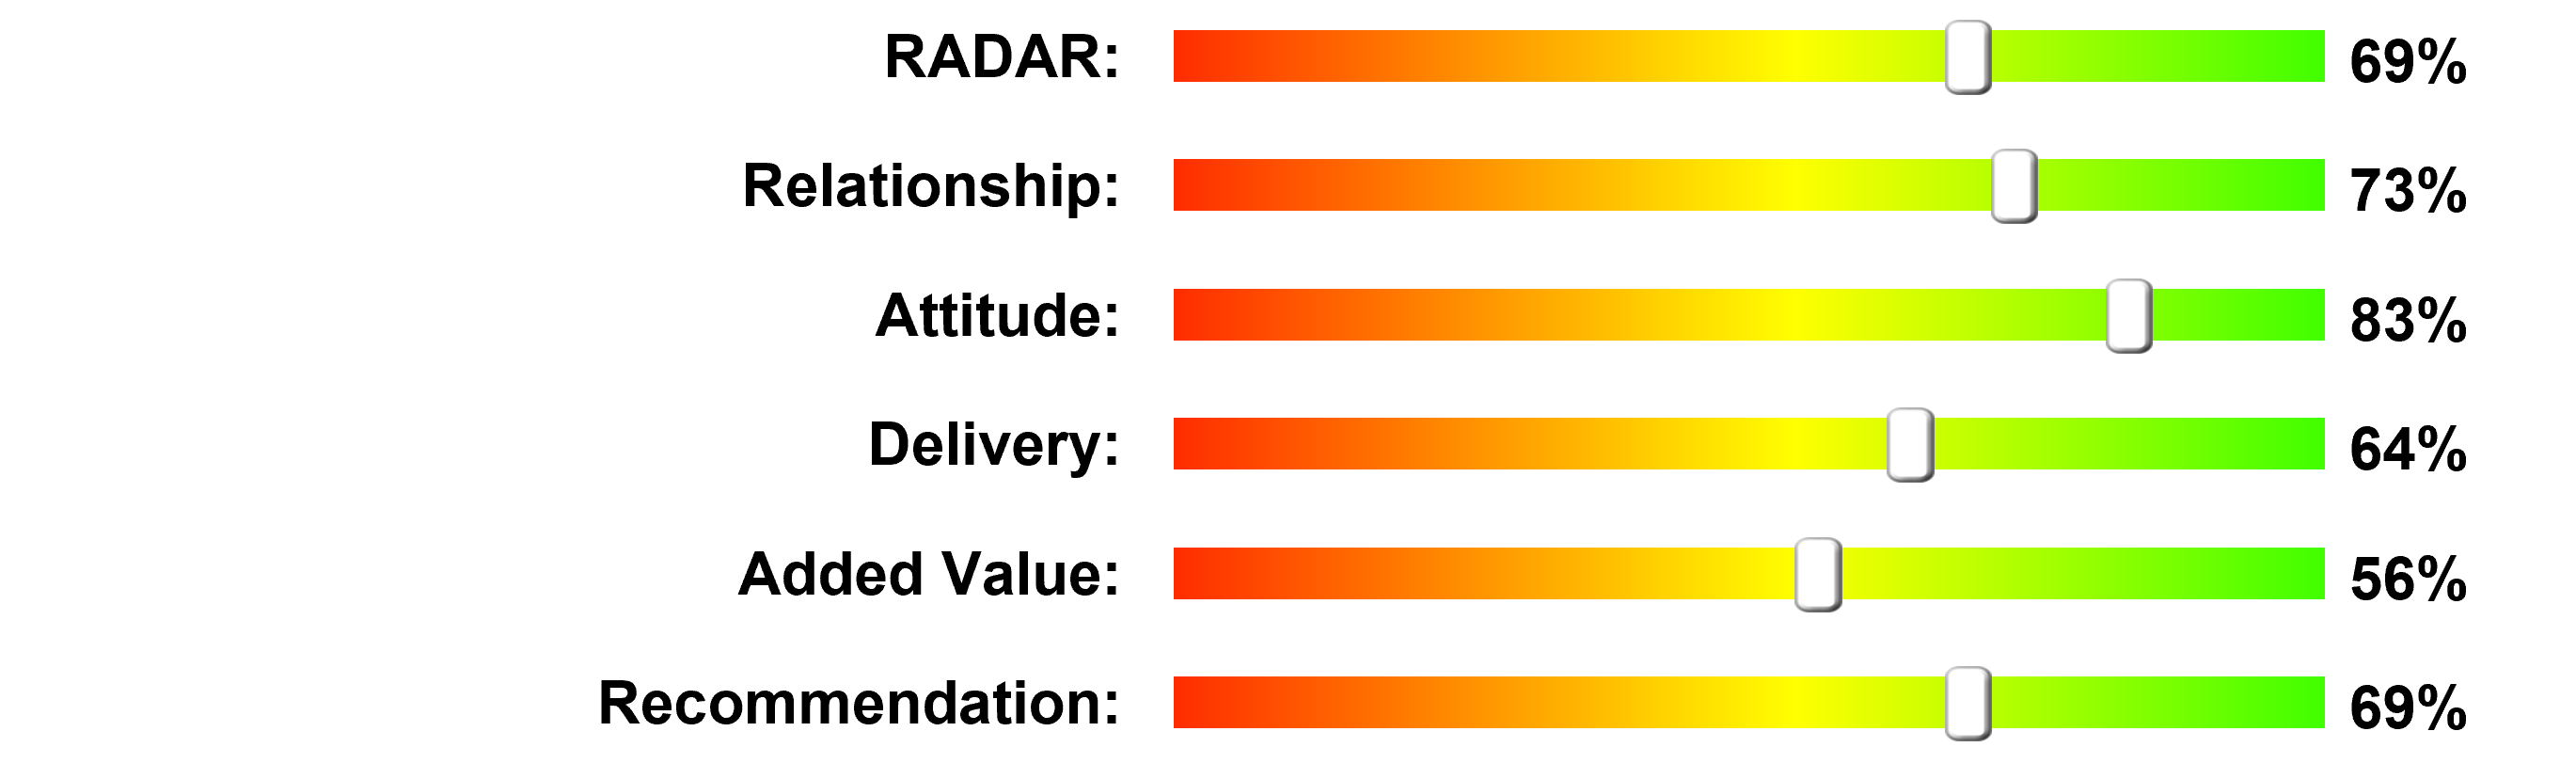 RADAR: 69%
Relationship: 73%
Attitude: 83%
Delivery: 64%
Added Value: 56%
Recommendation: 69%